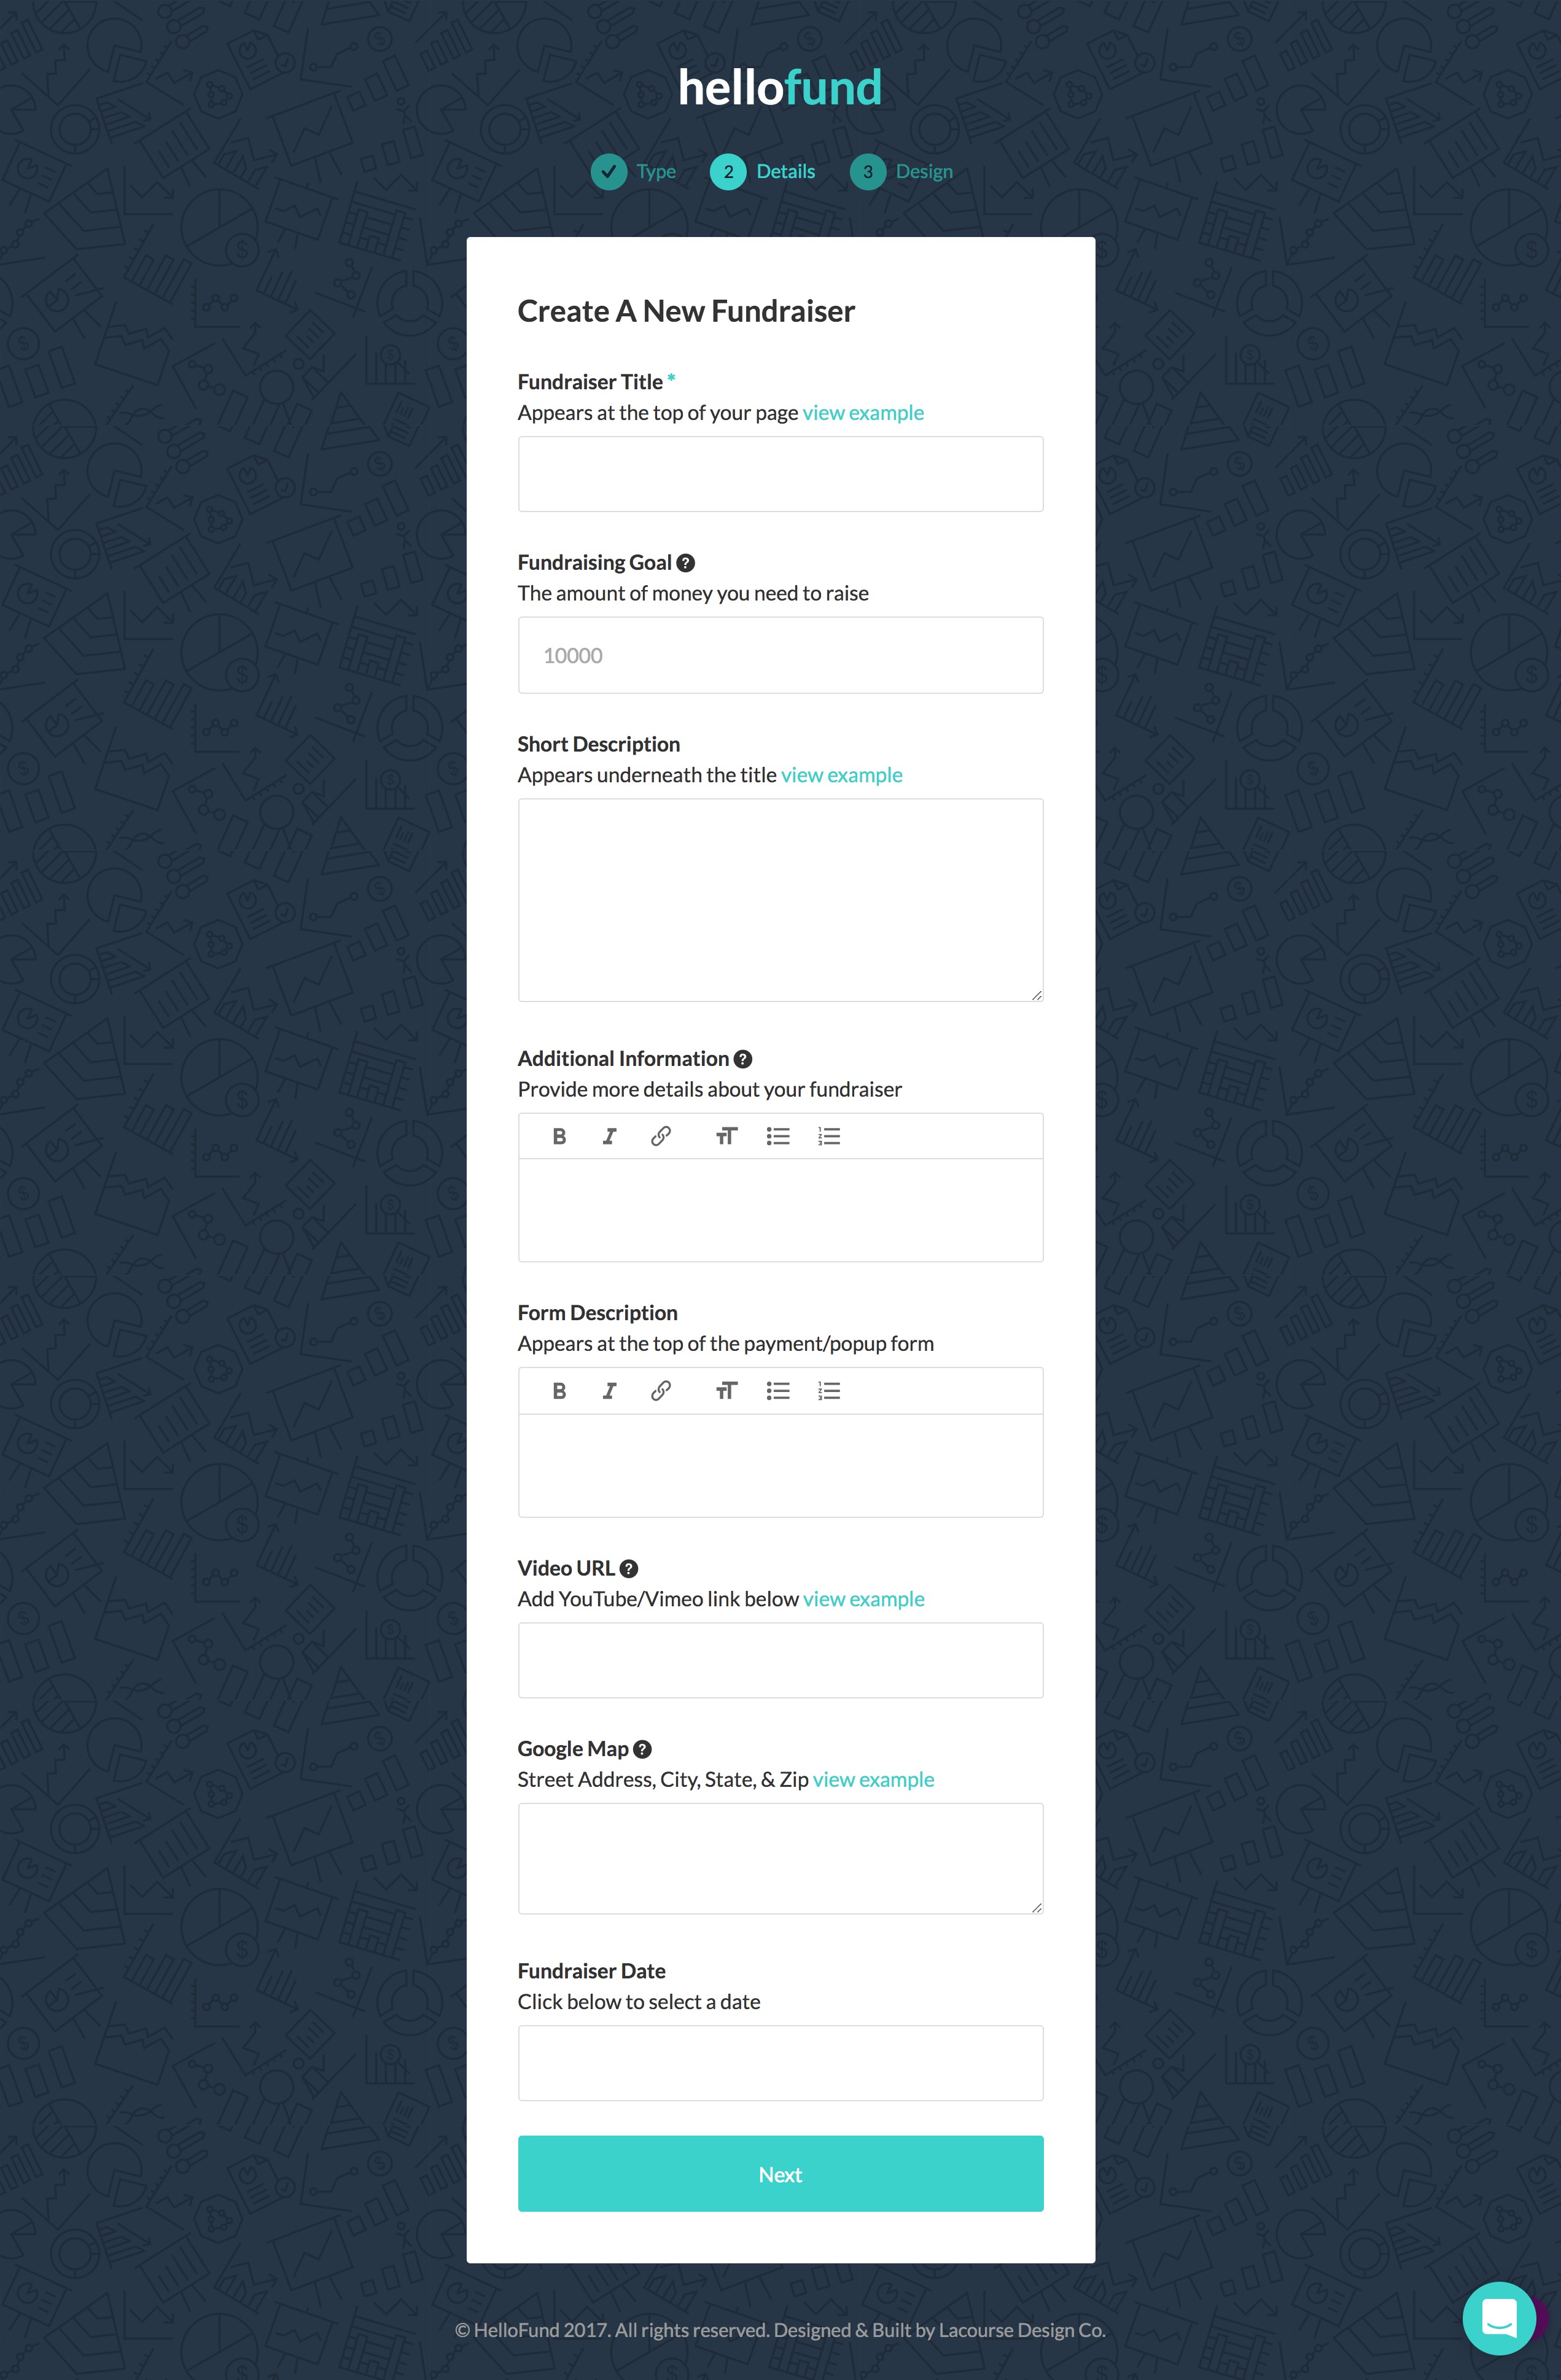 hellofund
Type 2 Details 3 Design
Create A New Fundraiser
Fundraiser Title *
Appears at the top of your page view example
Fundraising Goal ?
The amount of money you need to raise
10000
Short Description
Appears underneath the title view example
Additional Information ?
Provide more details about your fundraiser
B I TT
Form Description
Appears at the top of the payment/popup form
B I TT
Video URL ?
Add YouTube/Vimeo link below view example
Google Map ?
Street Address, City, State, & Zip view example
Fundraiser Date
Click below to select a date
Next
© HelloFund 2017. All rights reserved. Designed & Built by Lacourse Design Co.